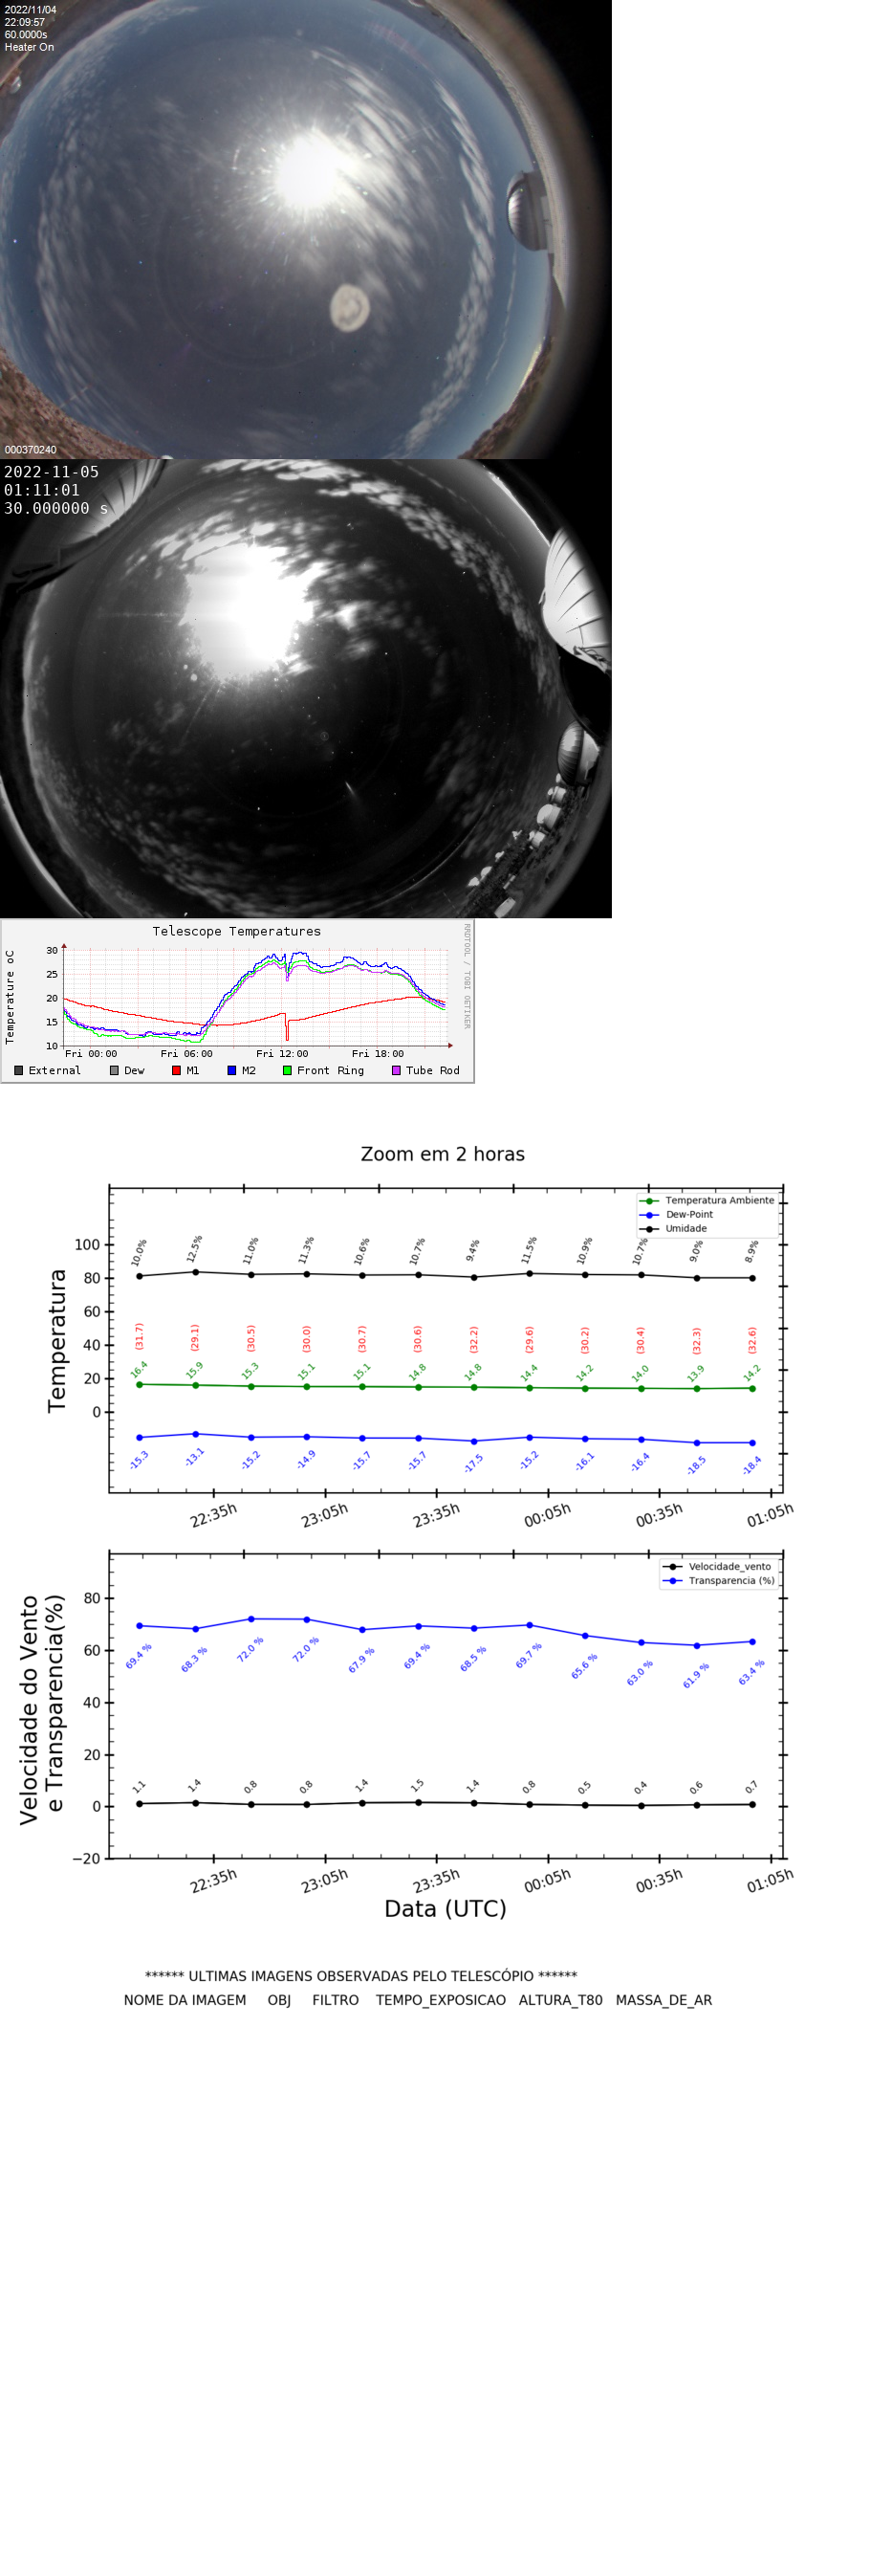 2022/11/04
22:09:57
60.0000s
Heater On
000370240
2022-11-05
01:11:01
30.000000 s
Telescope Temperatures
RRDTOOL / TOBI OETIKER
Temperature oC
30
25
20
15
10
Fri 00:00 Fri 06:00 Fri 12:00 Fri 18:00
External Dew M1 M2 Front Ring Tube Rod
Zoom em 2 horas
Temperatura Ambiente
Dew-Point
Umidade
Temperatura
100
80
60
40
20
0
10.0% 12.5% 11.0% 11.3% 10.6% 10.7% 9.4% 11.5% 10.9% 10.7% 9.0% 8.9%
(31.7) (29.1) (30.5) (30.0) (30.7) (30.6) (32.2) (29.6) (30.2) (30.4) (32.3) (32.6)
16.4 15.9 15.3 15.1 15.1 14.8 14.8 14.4 14.2 14.0 13.9 14.2
-15.3 -13.1 -15.2 -14.9 -15.7 -15.7 -17.5 -15.2 -16.1 -16.4 -18.5 -18.4
22:35h 23:05h 23:35h 00:05h 00:35h 01:05h
Velocidade_vento
Transparencia (%)
Velocidade do Vento
e Transparencia(%)
80
60
40
20
0
−20
69.4 % 68.3 % 72.0 % 72.0 % 67.9 % 69.4 % 68.5 % 69.7 % 65.6 % 63.0 % 61.9 % 63.4 %
1.1 1.4 0.8 0.8 1.4 1.5 1.4 0.8 0.5 0.4 0.6 0.7
22:35h 23:05h 23:35h 00:05h 00:35h 01:05h
Data (UTC)
****** ULTIMAS IMAGENS OBSERVADAS PELO TELESCÓPIO ******
NOME DA IMAGEM OBJ FILTRO TEMPO_EXPOSICAO ALTURA_T80 MASSA_DE_AR